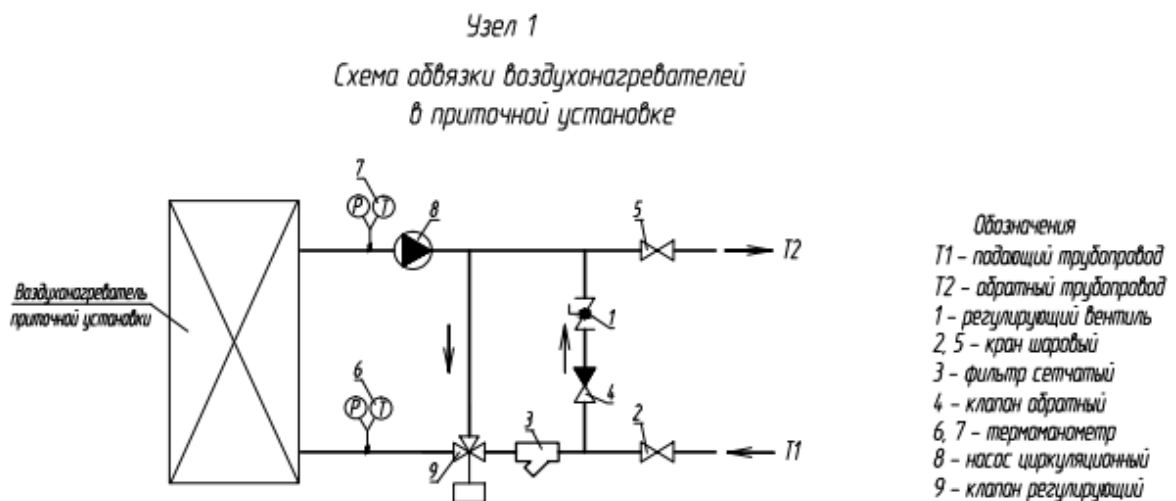 Узел 1
Схема обвязки воздухонагревателей
в приточной установке
7
P T
8
5
T2
Воздухонагреватель
приточной установки
1
6
P T
4
3
2
9
T1
Обозначения
T1 - подающий трубопровод
T2 - обратный трубопровод
1 - регулирующий вентиль
2, 5 - кран шаровый
3 - фильтр сетчатый
4 - клапан обратный
6, 7 - термоманометр
8 - насос циркуляционный
9 - клапан регулирующий